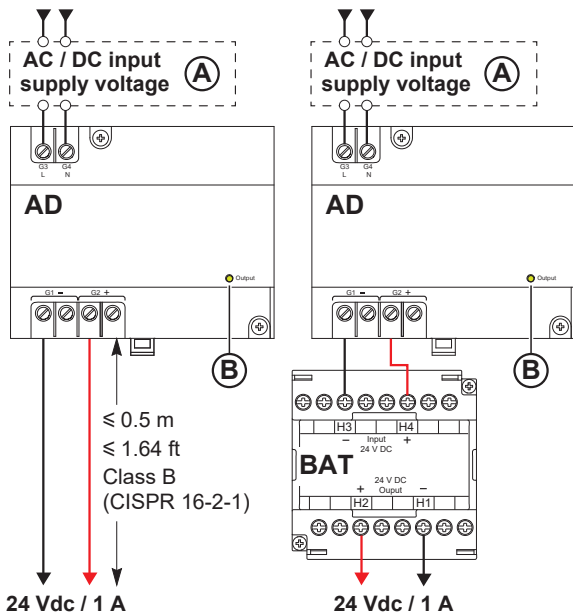 AC / DC input
supply voltage
A
G3
L
G4
N
AD
Output
G1 −
G2 +
B
≤ 0.5 m
≤ 1.64 ft
Class B
(CISPR 16-2-1)
24 Vdc / 1 A
AC / DC input
supply voltage
A
G3
L
G4
N
AD
Output
G1 −
G2 +
B
H3
H4
− Input +
24 V DC
BAT
24 V DC
+ Ouput −
H2
H1
24 Vdc / 1 A